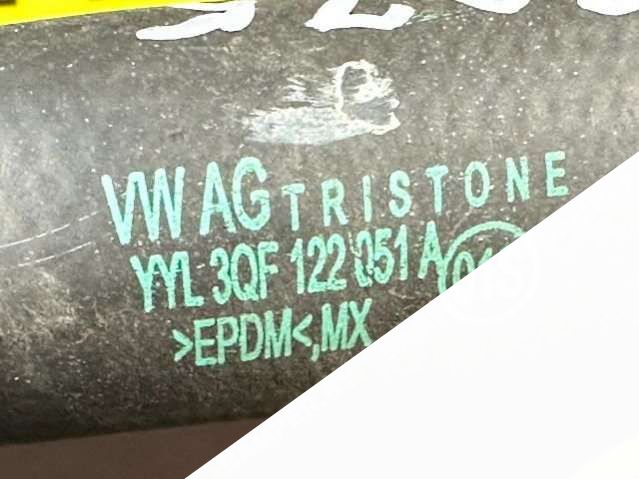 VW AG TRISTONE
YYL 3QF 122 051 A
>EPDM<,MX